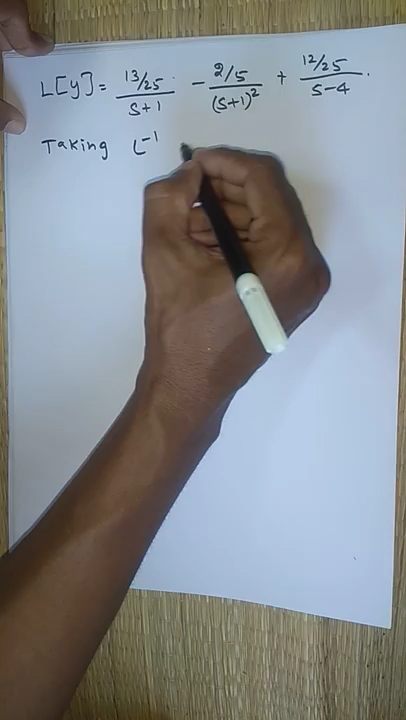 L[y] = 13/25 / (S+1) - 2/5 / (S+1)² + 12/25 / (S-4).
Taking L⁻¹